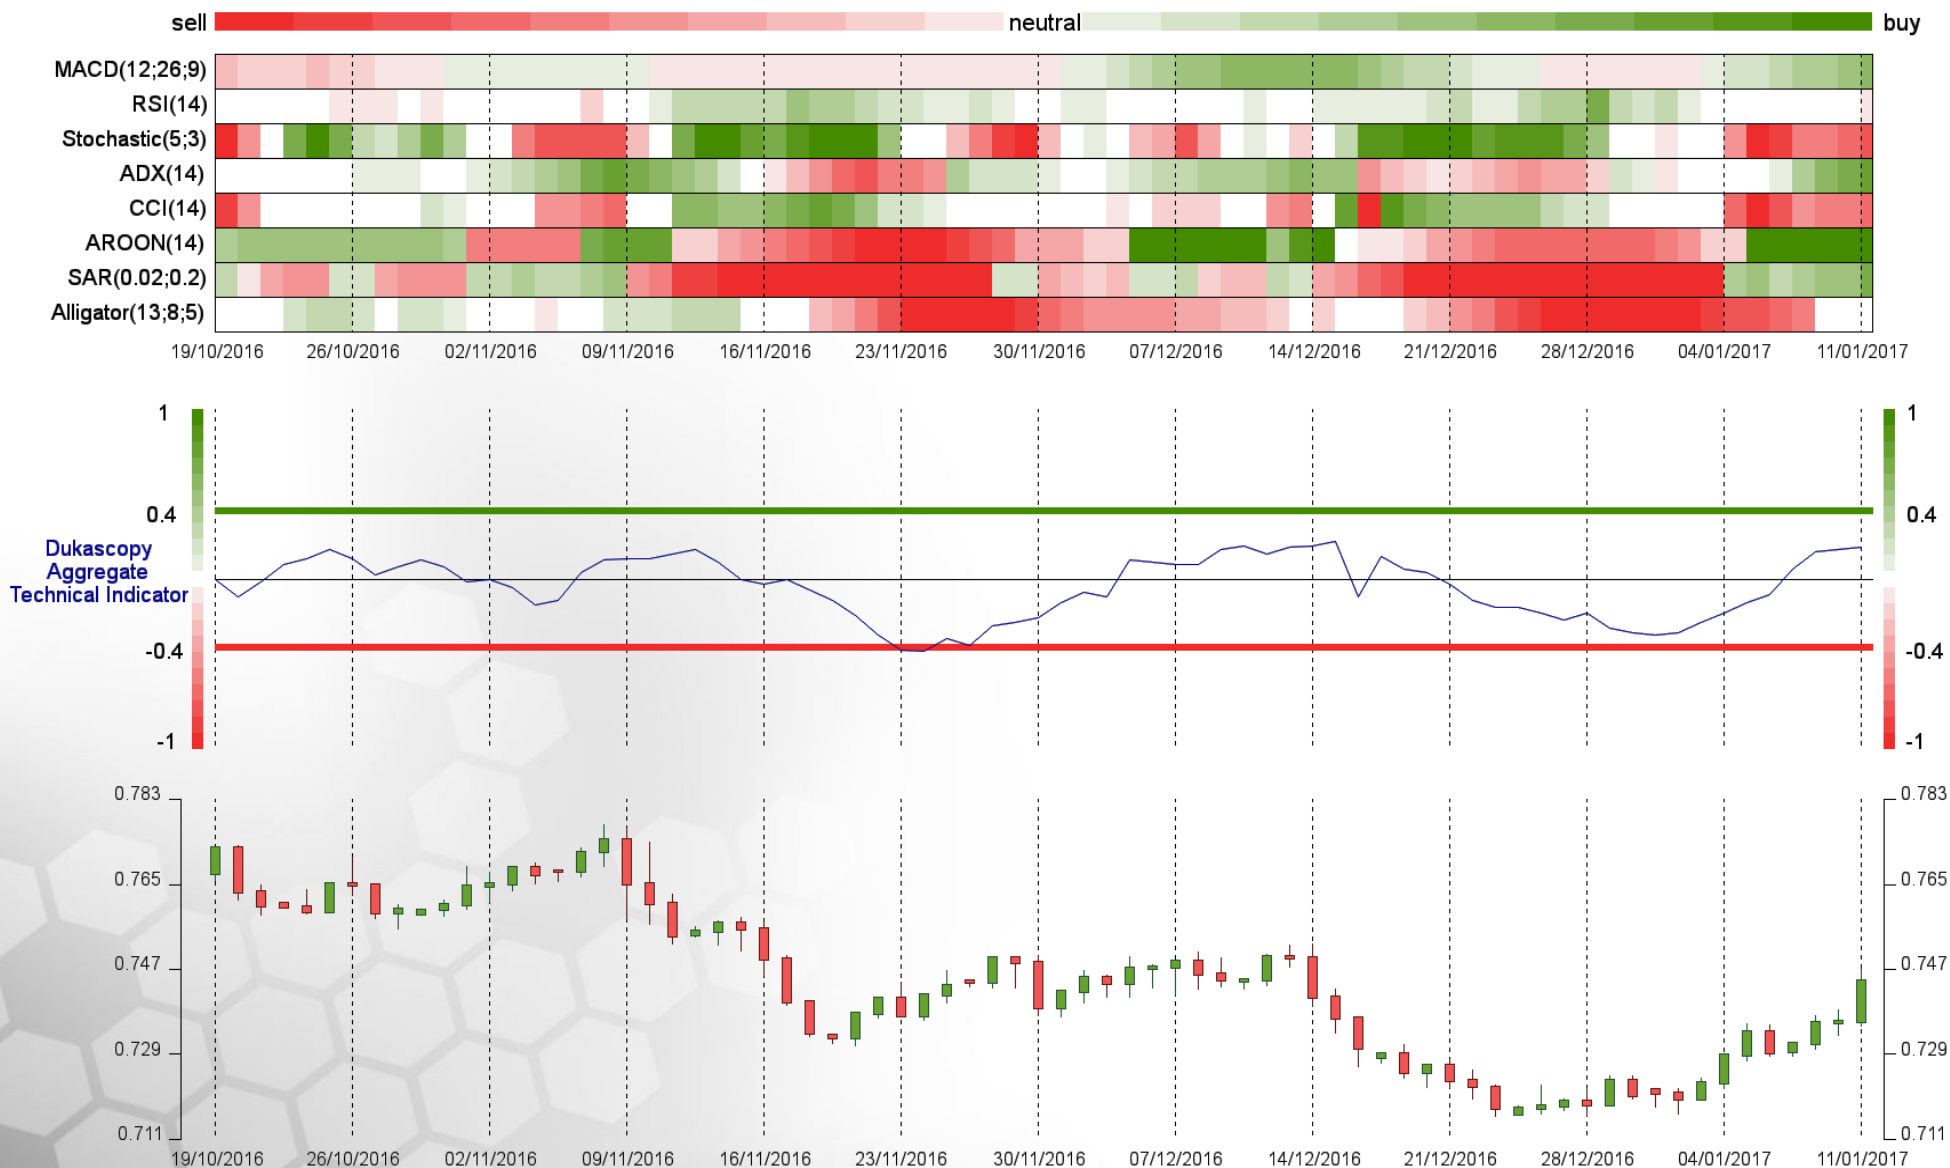 sell neutral buy
MACD(12;26;9)
RSI(14)
Stochastic(5;3)
ADX(14)
CCI(14)
AROON(14)
SAR(0.02;0.2)
Alligator(13;8;5)
19/10/2016 26/10/2016 02/11/2016 09/11/2016 16/11/2016 23/11/2016 30/11/2016 07/12/2016 14/12/2016 21/12/2016 28/12/2016 04/01/2017 11/01/2017
1 1
0.4 0.4
Dukascopy
Aggregate
Technical Indicator
-0.4 -0.4
-1 -1
0.783 0.783
0.765 0.765
0.747 0.747
0.729 0.729
0.711 0.711
19/10/2016 26/10/2016 02/11/2016 09/11/2016 16/11/2016 23/11/2016 30/11/2016 07/12/2016 14/12/2016 21/12/2016 28/12/2016 04/01/2017 11/01/2017